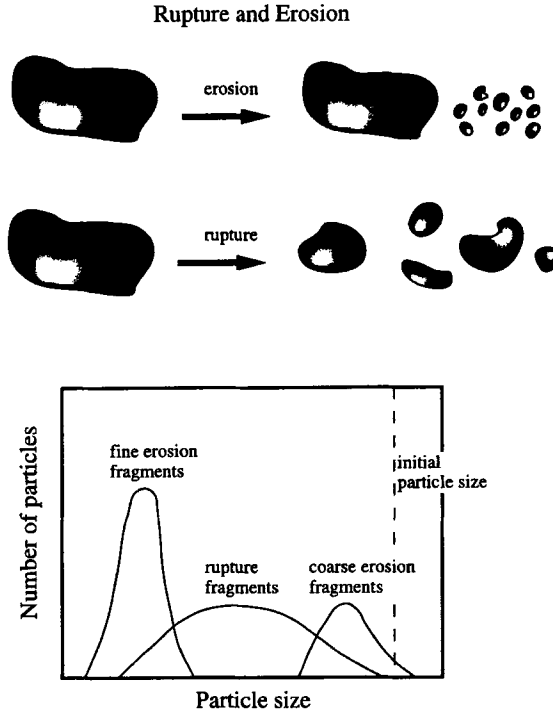 Rupture and Erosion
erosion
rupture
fine erosion
fragments
initial
particle size
rupture
fragments
coarse erosion
fragments
Number of particles
Particle size